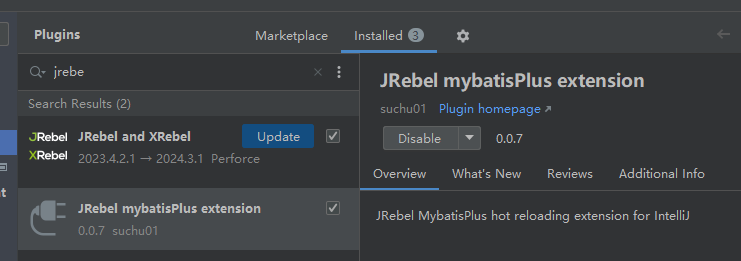 Plugins
Marketplace
Installed 3
jrebe
Search Results (2)
JRebel
XRebel
JRebel and XRebel
Update
2023.4.2.1 → 2024.3.1 Perforce
JRebel mybatisPlus extension
0.0.7 suchu01
JRebel mybatisPlus extension
suchu01 Plugin homepage ↗
Disable
0.0.7
Overview
What's New
Reviews
Additional Info
JRebel MybatisPlus hot reloading extension for IntelliJ